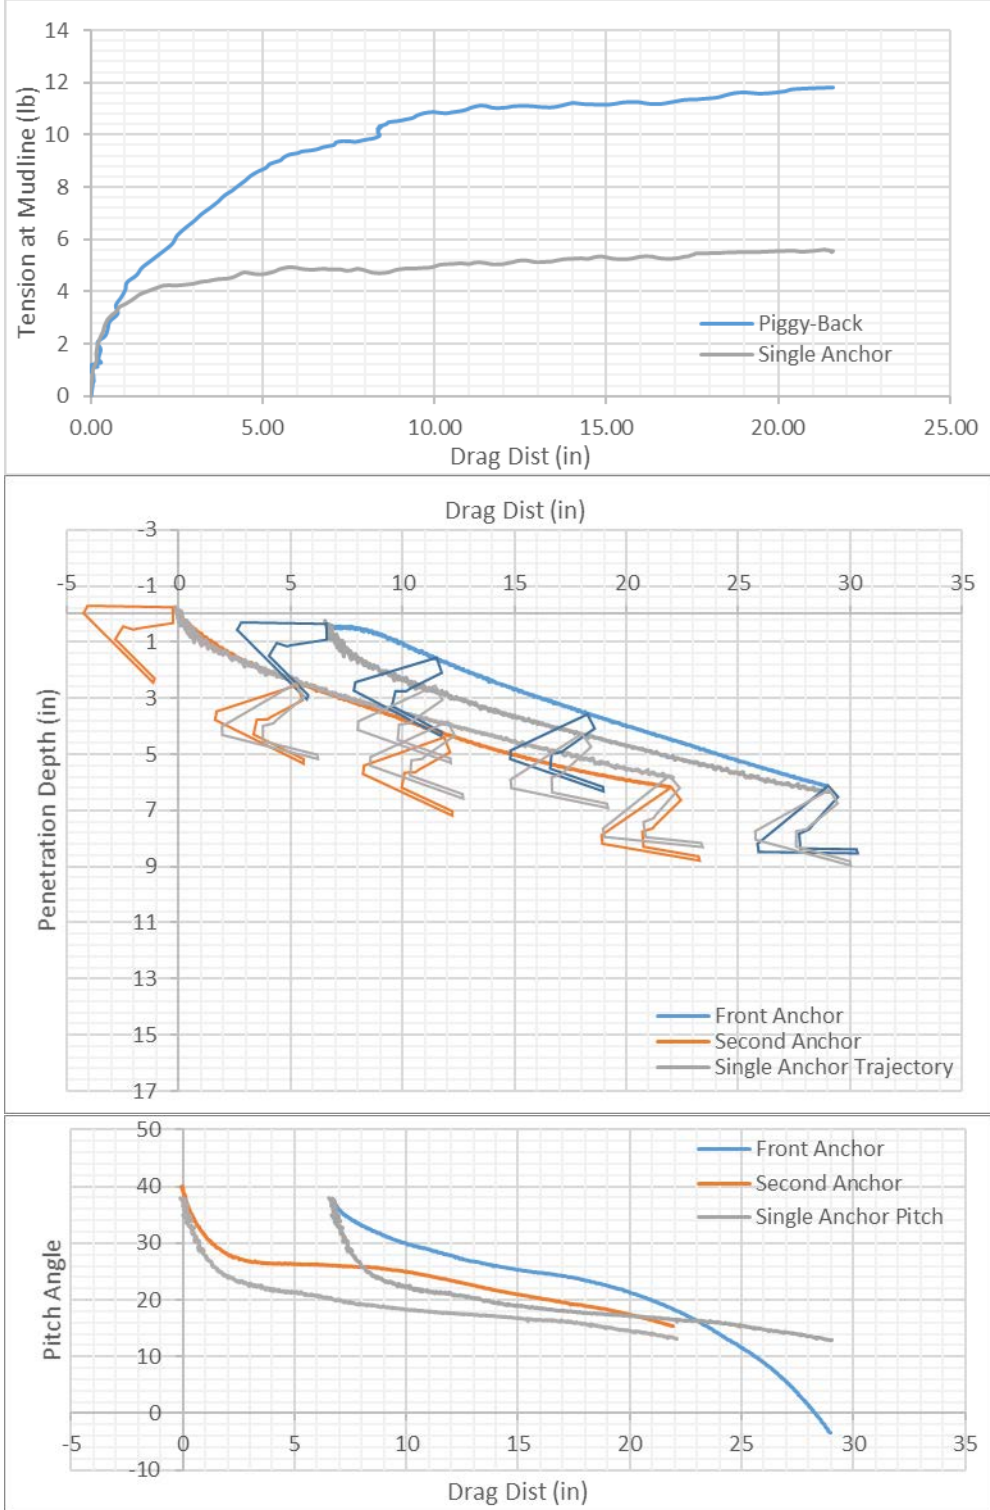 14
12
10
8
6
4
2
0
Tension at Mudline (lb)
Piggy-Back
Single Anchor
0.00 5.00 10.00 15.00 20.00 25.00
Drag Dist (in)
Drag Dist (in)
-3
-5 -1 0 5 10 15 20 25 30 35
1
3
5
7
9
11
13
15
17
Penetration Depth (in)
Front Anchor
Second Anchor
Single Anchor Trajectory
50
40
30
20
10
0
-10
Pitch Angle
Front Anchor
Second Anchor
Single Anchor Pitch
-5 0 5 10 15 20 25 30 35
Drag Dist (in)